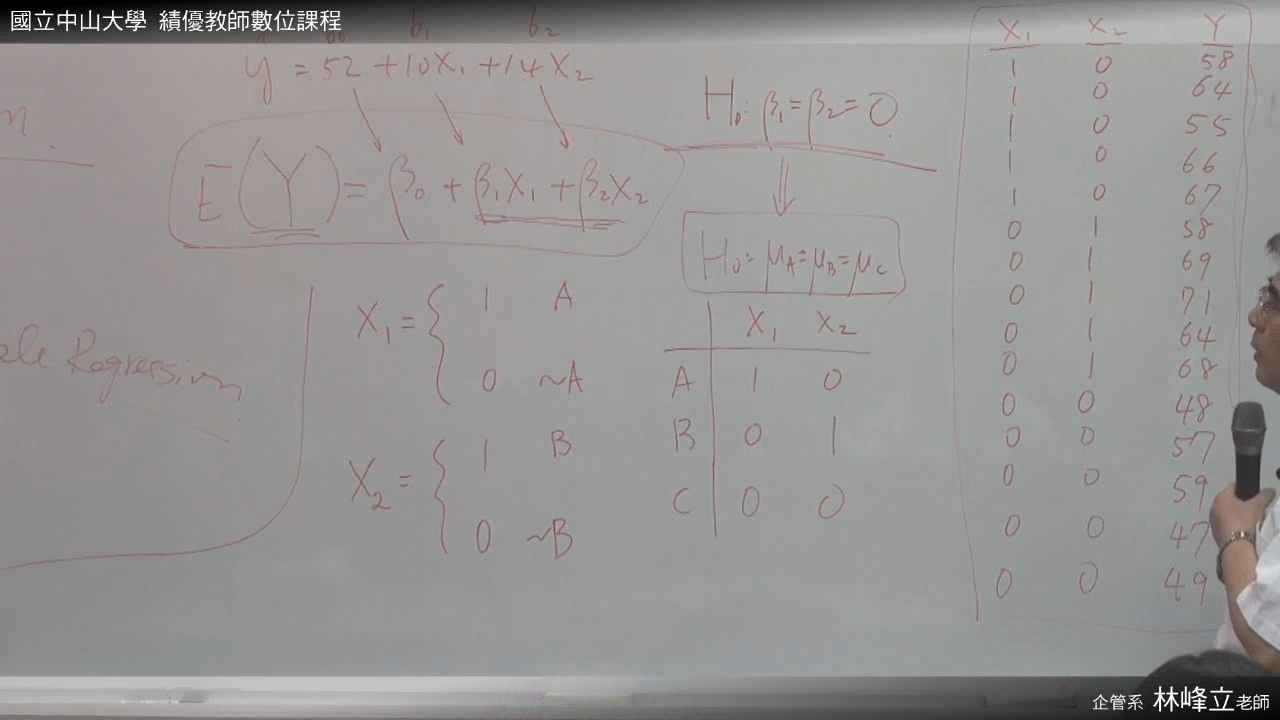 國立中山大學 績優教師數位課程
b₁ b₂
ŷ = 52 + 10X₁ + 14X₂
E(Y) = β₀ + β₁X₁ + β₂X₂
H₀: β₁ = β₂ = 0
H₀: μA = μB = μC
Regression
X₁ = { 1 A
0 ~A
X₂ = { 1 B
0 ~B
X₁ X₂
A 1 0
B 0 1
C 0 0
X₁ X₂ Y
1 0 58
1 0 64
1 0 55
1 0 66
1 0 67
0 1 58
0 1 69
0 1 71
0 1 64
0 1 68
0 0 48
0 0 57
0 0 59
0 0 47
0 0 49
企管系 林峰立老師